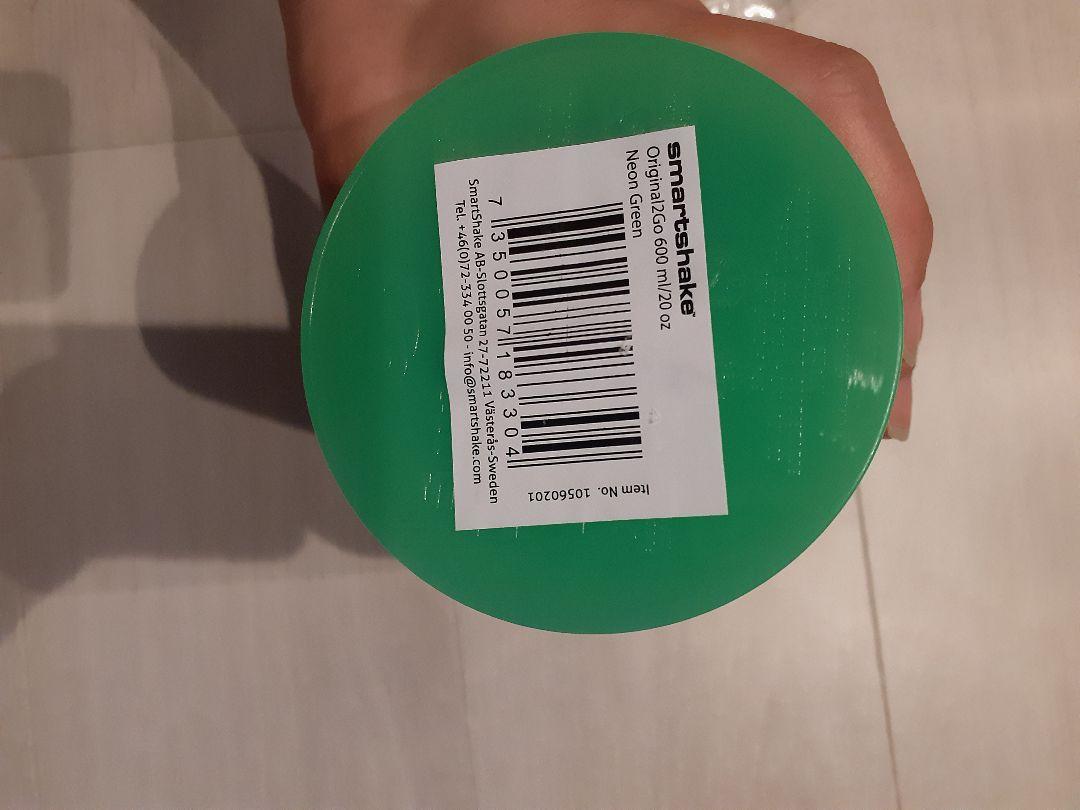 smartshake™
Original2Go 600 ml/20 oz
Neon Green
Item No. 10560201
7 350057 183304
SmartShake AB-Slottsgatan 27-72211 Västerås-Sweden
Tel. +46(0)72-334 00 50 - info@smartshake.com